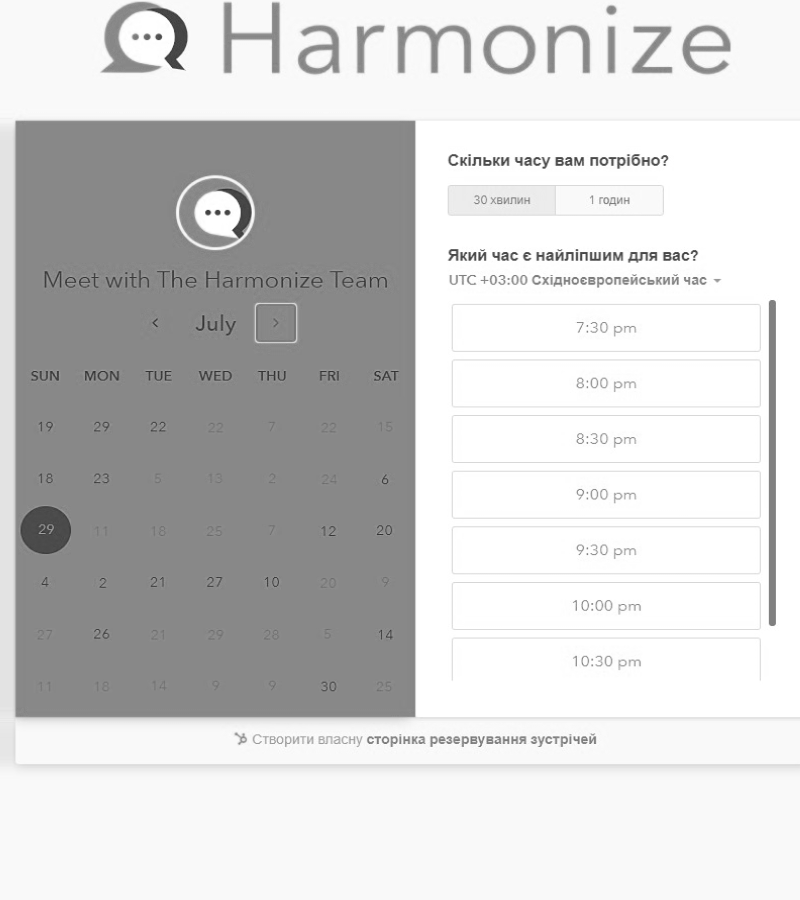 Harmonize
Meet with The Harmonize Team
July
SUN MON TUE WED THU FRI SAT
19 29 22 22 7 22 15
18 23 5 13 2 24 6
29 11 18 25 7 12 20
4 2 21 27 10 20 9
27 26 21 29 28 5 14
11 18 14 9 9 30 25
Скільки часу вам потрібно?
30 хвилин 1 годин
Який час є найліпшим для вас?
UTC +03:00 Східноєвропейський час
7:30 pm
8:00 pm
8:30 pm
9:00 pm
9:30 pm
10:00 pm
10:30 pm
Створити власну сторінка резервування зустрічей